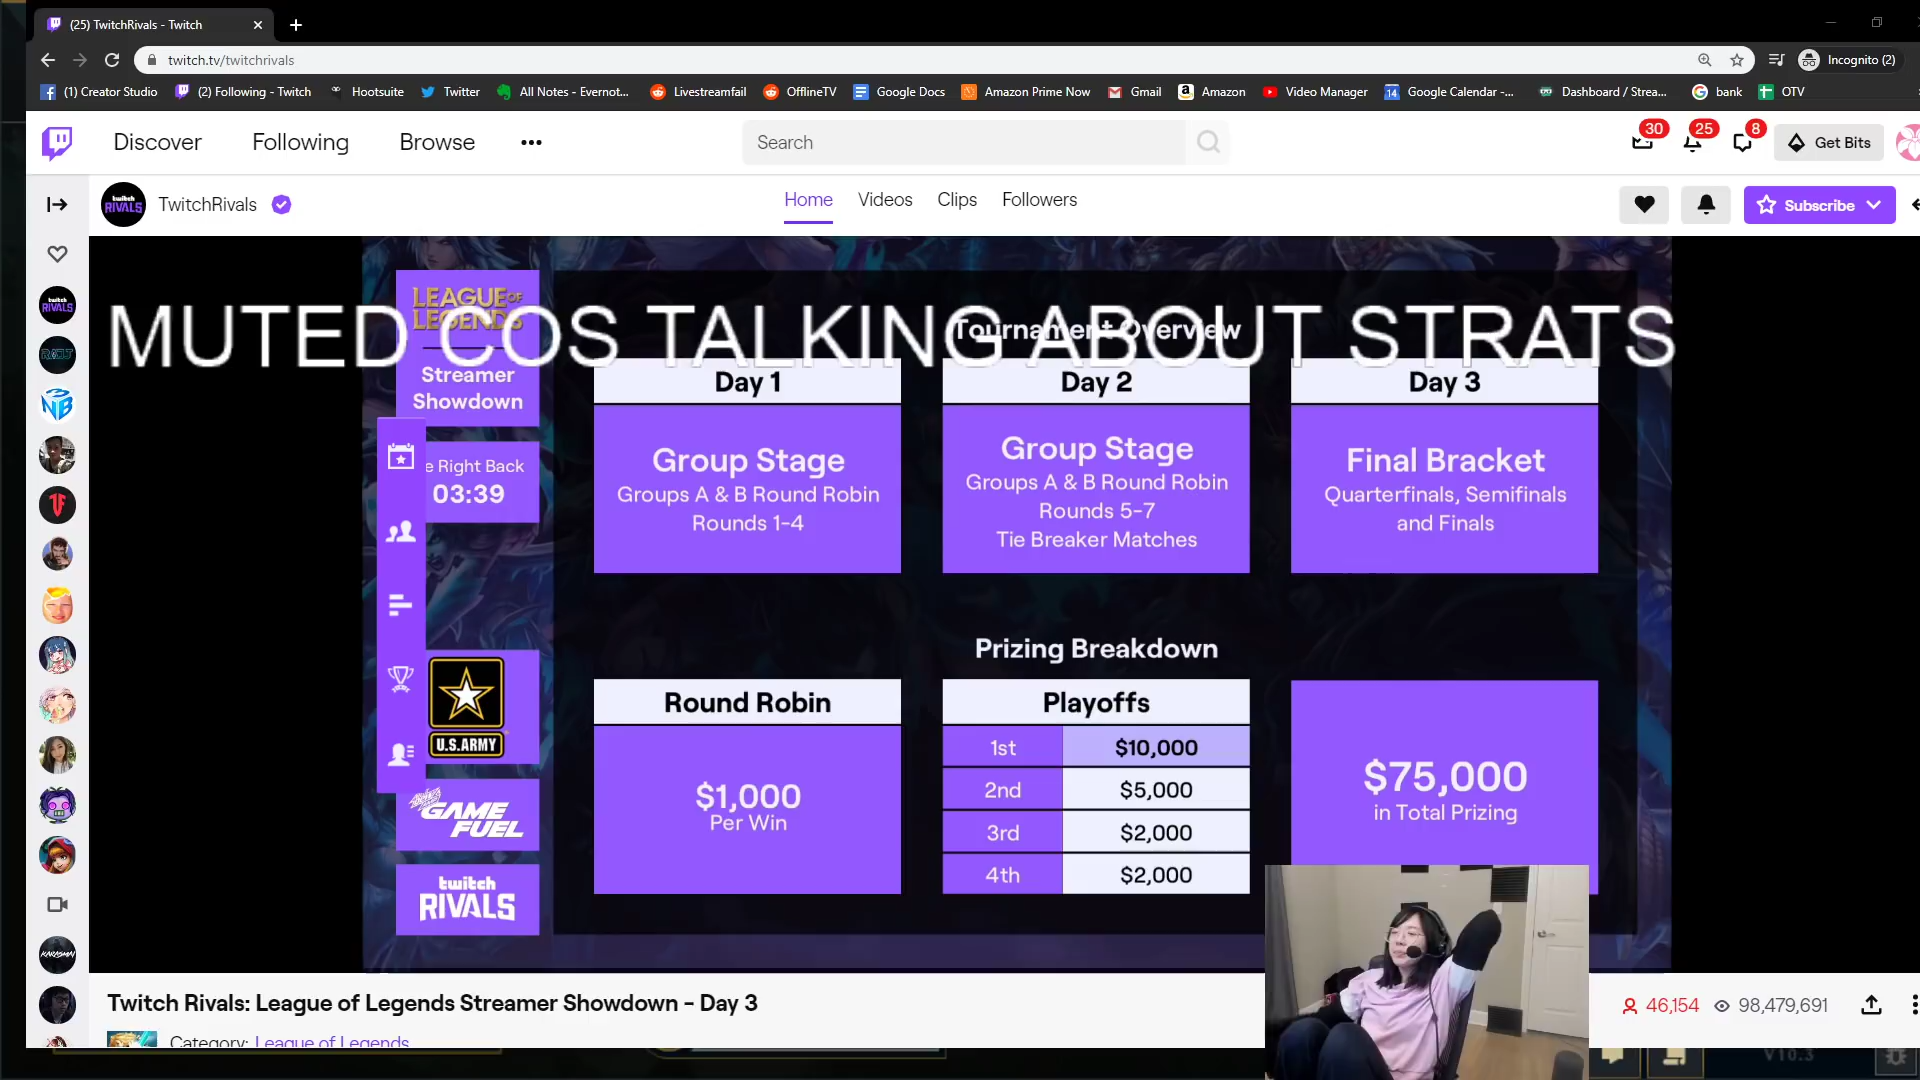 (25) TwitchRivals - Twitch
twitch.tv/twitchrivals
Incognito (2)
(1) Creator Studio
(2) Following - Twitch
Hootsuite
Twitter
All Notes - Evernot...
Livestreamfail
OfflineTV
Google Docs
Amazon Prime Now
Gmail
Amazon
Video Manager
14
Google Calendar -...
Dashboard / Strea...
bank
OTV
Discover
Following
Browse
Search
30
25
8
Get Bits
twitch
RIVALS
TwitchRivals
Home
Videos
Clips
Followers
Subscribe
LEAGUE OF
LEGENDS
MUTED COS TALKING ABOUT STRATS
Tournament Overview
Streamer
Showdown
e Right Back
03:39
Day 1
Group Stage
Groups A & B Round Robin
Rounds 1-4
Day 2
Group Stage
Groups A & B Round Robin
Rounds 5-7
Tie Breaker Matches
Day 3
Final Bracket
Quarterfinals, Semifinals
and Finals
U.S.ARMY
GAME
FUEL
twitch
RIVALS
Prizing Breakdown
Round Robin
$1,000
Per Win
Playoffs
1st $10,000
2nd $5,000
3rd $2,000
4th $2,000
$75,000
in Total Prizing
Twitch Rivals: League of Legends Streamer Showdown - Day 3
46,154
98,479,691
Category: League of Legends
V10.3